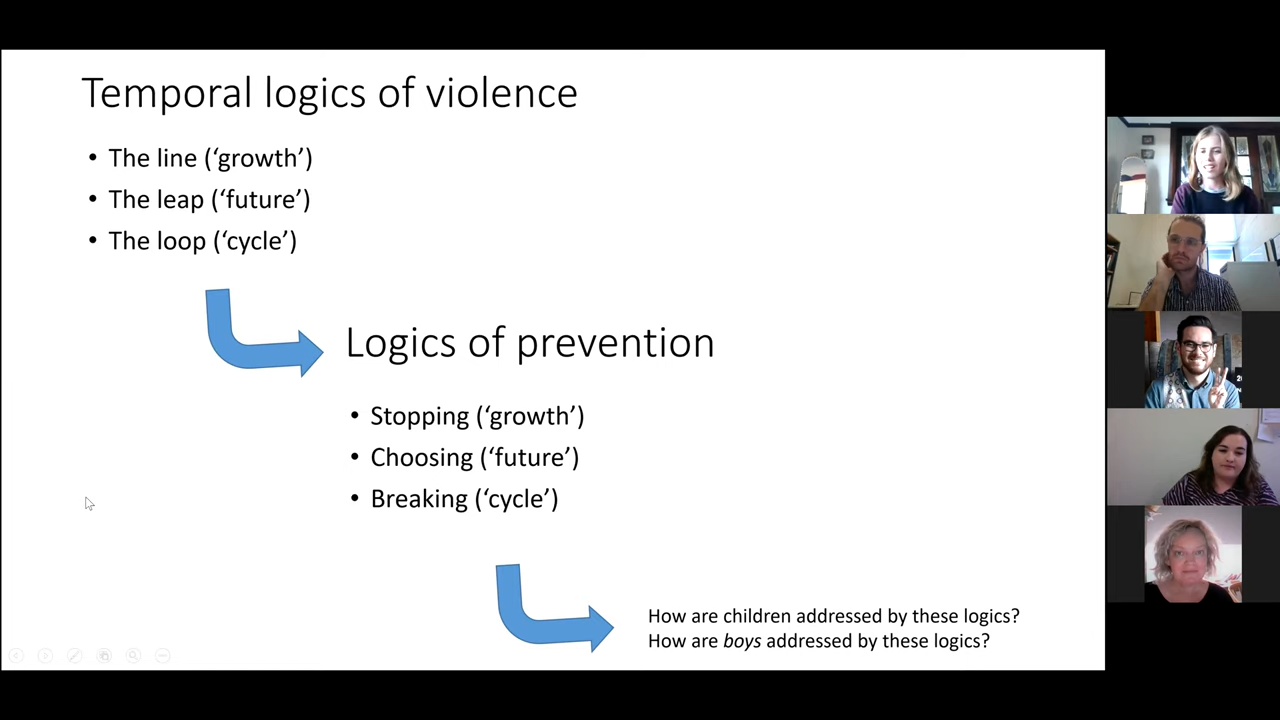 Temporal logics of violence
• The line (‘growth’)
• The leap (‘future’)
• The loop (‘cycle’)
Logics of prevention
• Stopping (‘growth’)
• Choosing (‘future’)
• Breaking (‘cycle’)
How are children addressed by these logics?
How are boys addressed by these logics?